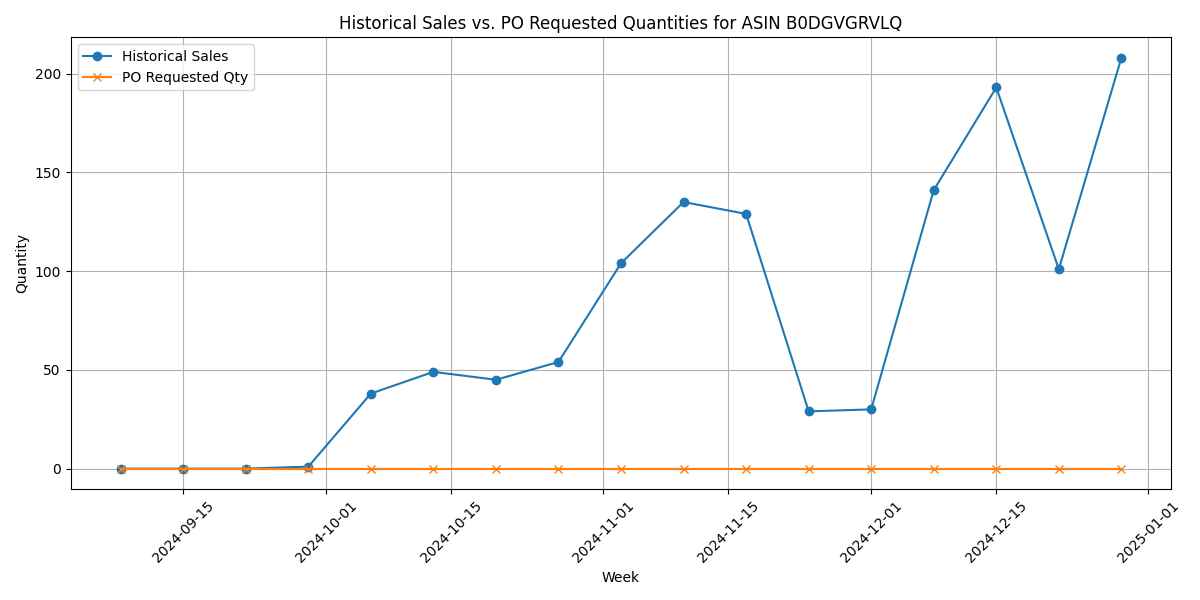 Historical Sales vs. PO Requested Quantities for ASIN B0DGVGRVLQ
Historical Sales
PO Requested Qty
Quantity
200
150
100
50
0
2024-09-15
2024-10-01
2024-10-15
2024-11-01
2024-11-15
2024-12-01
2024-12-15
2025-01-01
Week